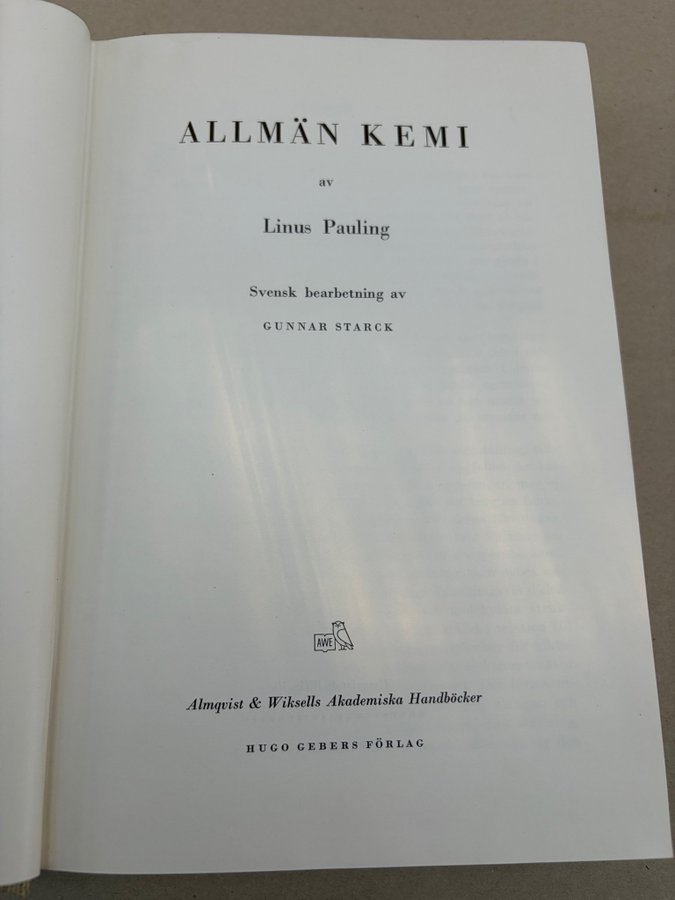 ALLMÄN KEMI
av
Linus Pauling
Svensk bearbetning av
GUNNAR STARCK
AWE
Almqvist & Wiksells Akademiska Handböcker
HUGO GEBERS FÖRLAG